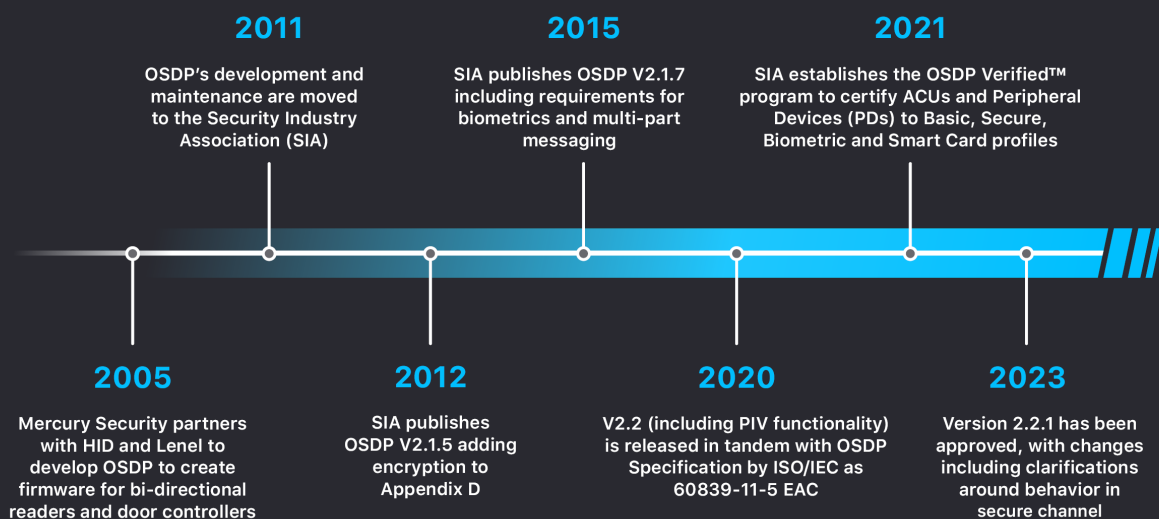 2011
OSDP's development and
maintenance are moved
to the Security Industry
Association (SIA)
2015
SIA publishes OSDP V2.1.7
including requirements for
biometrics and multi-part
messaging
2021
SIA establishes the OSDP Verified™
program to certify ACUs and Peripheral
Devices (PDs) to Basic, Secure,
Biometric and Smart Card profiles
2005
Mercury Security partners
with HID and Lenel to
develop OSDP to create
firmware for bi-directional
readers and door controllers
2012
SIA publishes
OSDP V2.1.5 adding
encryption to
Appendix D
2020
V2.2 (including PIV functionality)
is released in tandem with OSDP
Specification by ISO/IEC as
60839-11-5 EAC
2023
Version 2.2.1 has been
approved, with changes
including clarifications
around behavior in
secure channel